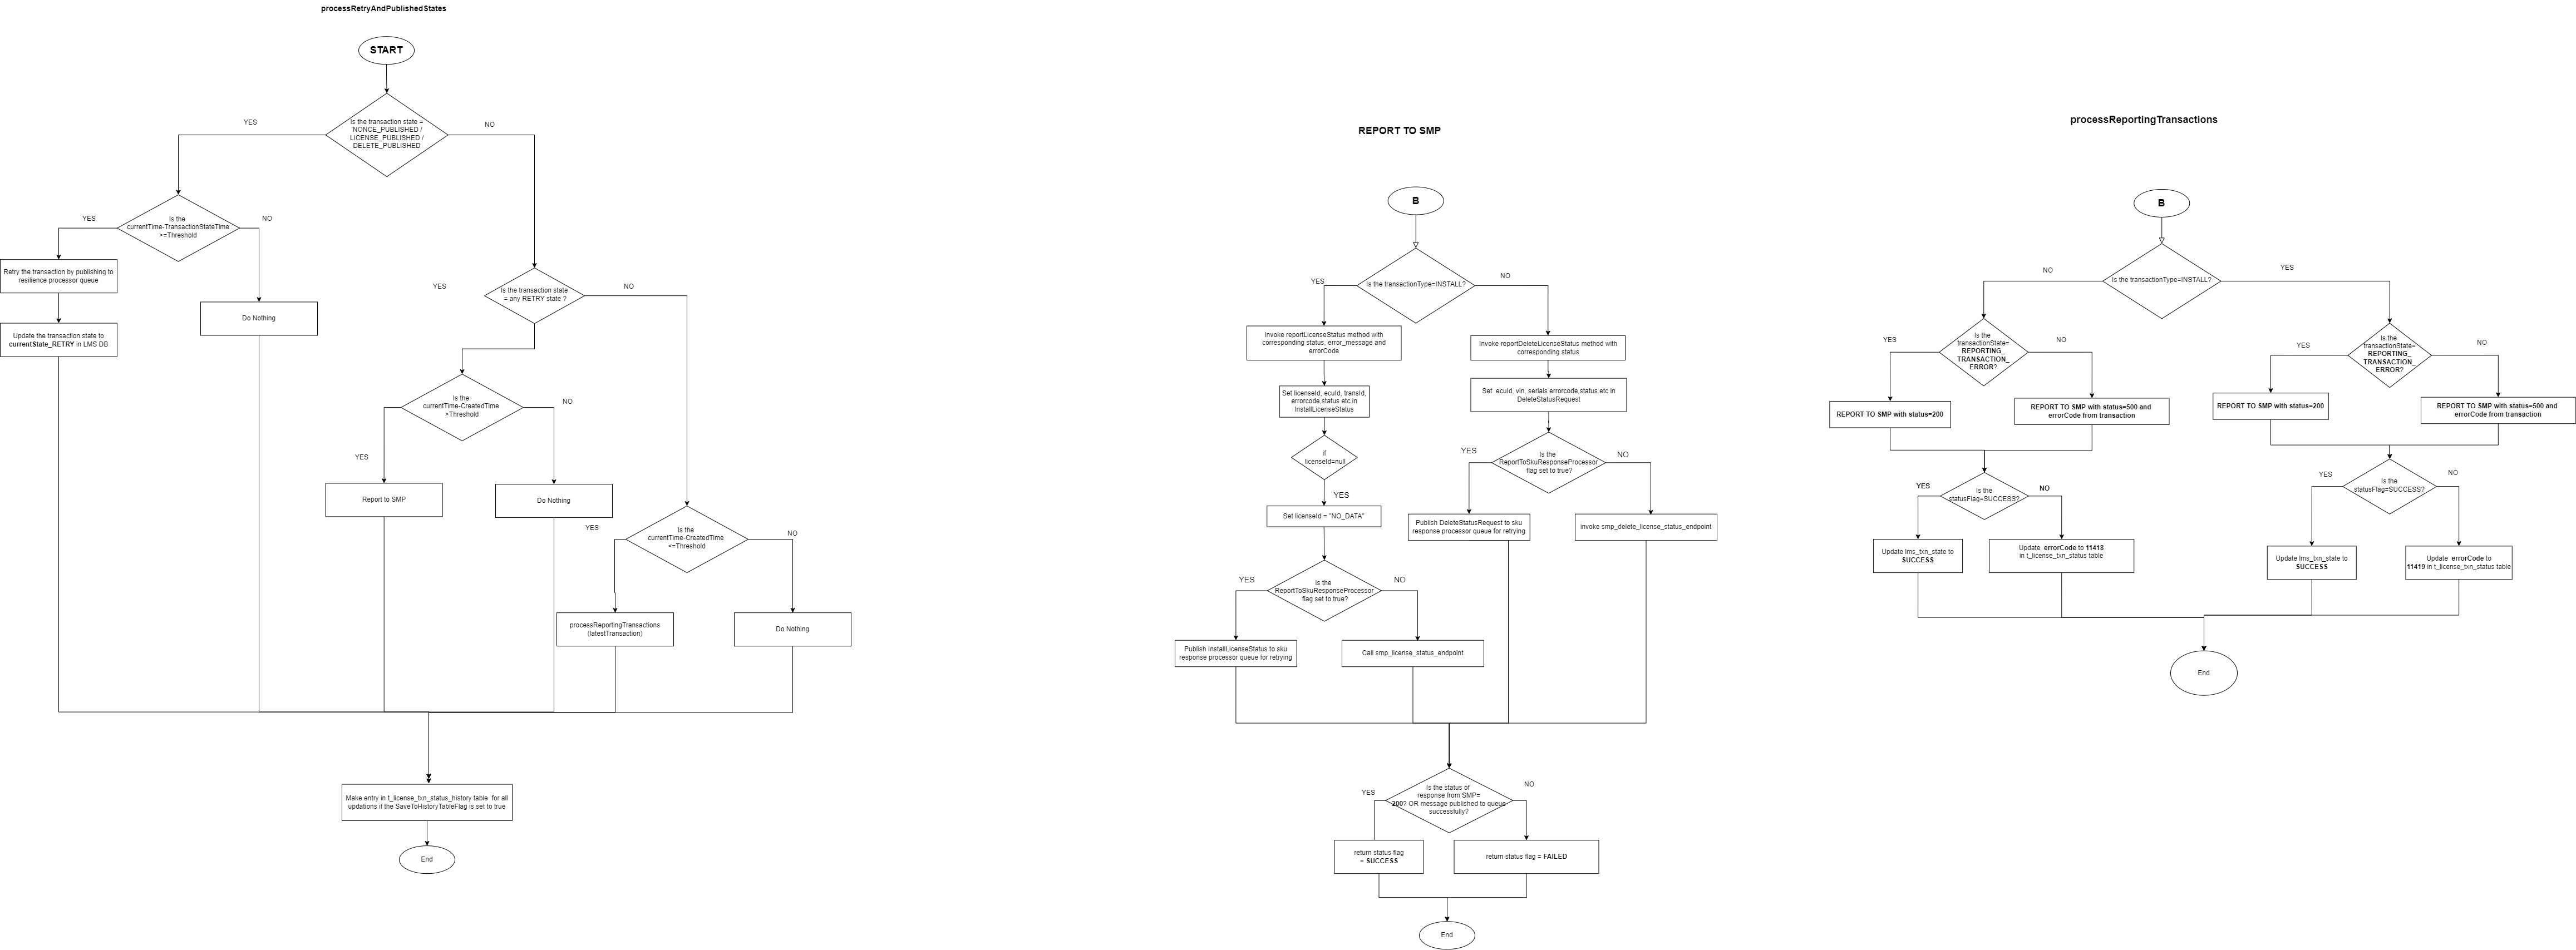 processRetryAndPublishedStates
START
Is the transaction state =
'NONCE_PUBLISHED /
LICENSE_PUBLISHED /
DELETE_PUBLISHED
YES
NO
Is the
currentTime-TransactionStateTime
>=Threshold
YES
NO
Retry the transaction by publishing to
resilience processor queue
Update the transaction state to
currentState_RETRY in LMS DB
Do Nothing
Is the transaction state
= any RETRY state ?
YES
NO
Is the
currentTime-CreatedTime
>Threshold
NO
YES
Report to SMP
Do Nothing
Is the
currentTime-CreatedTime
<=Threshold
YES
NO
processReportingTransactions
(latestTransaction)
Do Nothing
Make entry in t_license_txn_status_history table for all
updations if the SaveToHistoryTableFlag is set to true
End
REPORT TO SMP
B
Is the transactionType=INSTALL?
YES
NO
Invoke reportLicenseStatus method with
corresponding status, error_message and
errorCode
Set licenseId, ecuId, transId,
errorcode,status etc in
InstallLicenseStatus
if
licenseId=null
YES
Set licenseId = "NO_DATA"
Is the
ReportToSkuResponseProcessor
flag set to true?
YES
NO
Publish InstallLicenseStatus to sku
response processor queue for retrying
Call smp_license_status_endpoint
Invoke reportDeleteLicenseStatus method with
corresponding status
Set ecuId, vin, serials errorcode,status etc in
DeleteStatusRequest
Is the
ReportToSkuResponseProcessor
flag set to true?
YES
NO
Publish DeleteStatusRequest to sku
response processor queue for retrying
invoke smp_delete_license_status_endpoint
Is the status of
response from SMP=
200? OR message published to queue
successfully?
YES
NO
return status flag
= SUCCESS
return status flag = FAILED
End
processReportingTransactions
B
Is the transactionType=INSTALL?
NO
YES
Is the
transactionState=
REPORTING_
TRANSACTION_
ERROR?
YES
NO
REPORT TO SMP with status=200
REPORT TO SMP with status=500 and
errorCode from transaction
Is the
statusFlag=SUCCESS?
YES
NO
Update lms_txn_state to
SUCCESS
Update errorCode to 11418
in t_license_txn_status table
Is the
transactionState=
REPORTING_
TRANSACTION_
ERROR?
YES
NO
REPORT TO SMP with status=200
REPORT TO SMP with status=500 and
errorCode from transaction
Is the
statusFlag=SUCCESS?
YES
NO
Update lms_txn_state to
SUCCESS
Update errorCode to
11419 in t_license_txn_status table
End